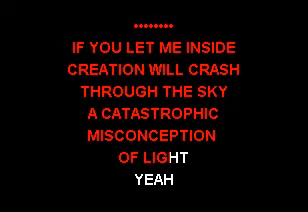 ••••••••
IF YOU LET ME INSIDE
CREATION WILL CRASH
THROUGH THE SKY
A CATASTROPHIC
MISCONCEPTION
OF LIGHT
YEAH